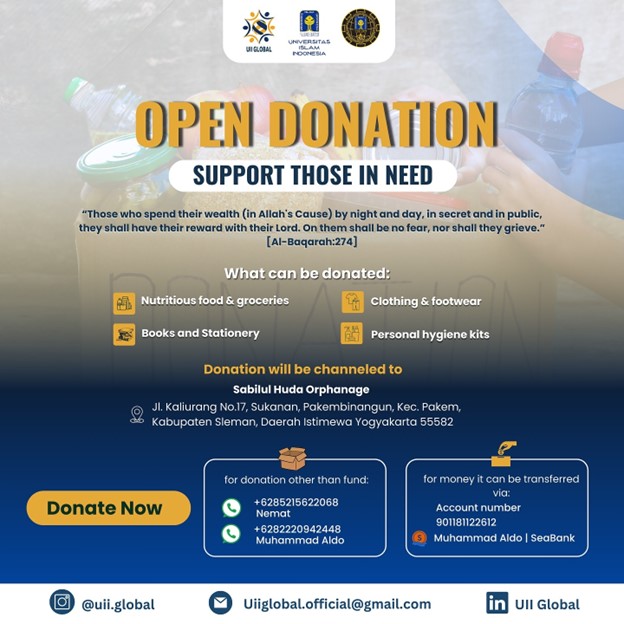 UII GLOBAL
UNIVERSITAS
ISLAM
INDONESIA
OPEN DONATION
SUPPORT THOSE IN NEED
“Those who spend their wealth (in Allah's Cause) by night and day, in secret and in public,
they shall have their reward with their Lord. On them shall be no fear, nor shall they grieve.”
[Al-Baqarah:274]
DONATION
What can be donated:
Nutritious food & groceries
Clothing & footwear
Books and Stationery
Personal hygiene kits
Donation will be channeled to
Sabilul Huda Orphanage
Jl. Kaliurang No.17, Sukanan, Pakembinangun, Kec. Pakem,
Kabupaten Sleman, Daerah Istimewa Yogyakarta 55582
Donate Now
for donation other than fund:
+6285215622068
Nemat
+6282220942448
Muhammad Aldo
for money it can be transferred
via:
Account number
901181122612
Muhammad Aldo | SeaBank
@uii.global
Uiiglobal.official@gmail.com
UII Global